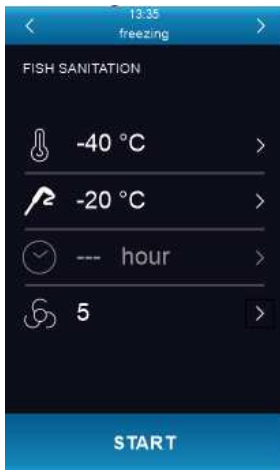 13:35
freezing
FISH SANITATION
-40 °C
-20 °C
--- hour
5
START